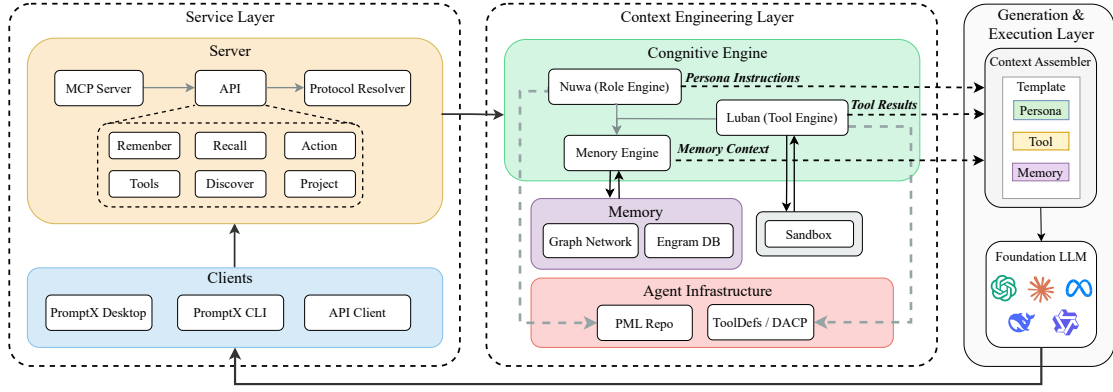 Service Layer
Server
MCP Server
API
Protocol Resolver
Remenber
Recall
Action
Tools
Discover
Project
Clients
PromptX Desktop
PromptX CLI
API Client
Context Engineering Layer
Congnitive Engine
Nuwa (Role Engine)
Persona Instructions
Luban (Tool Engine)
Tool Results
Menory Engine
Memory Context
Memory
Graph Network
Engram DB
Sandbox
Agent Infrastructure
PML Repo
ToolDefs / DACP
Generation &
Execution Layer
Context Assembler
Template
Persona
Tool
Memory
Foundation LLM